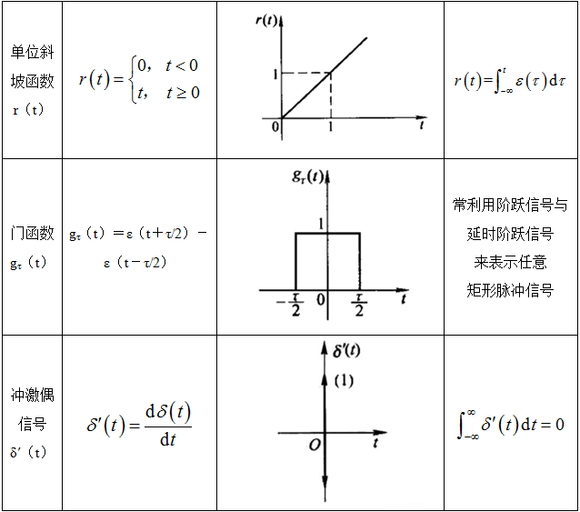 单位斜
坡函数
r（t）
r(t)={0, t<0
t, t≥0
r(t)
1
0
1
t
r(t)=∫_{-∞}^{t} ε(τ)dτ
门函数
gτ（t）
gτ（t）＝ε（t＋τ/2）－
ε（t－τ/2）
gτ(t)
1
-τ/2
0
τ/2
t
常利用阶跃信号与
延时阶跃信号
来表示任意
矩形脉冲信号
冲激偶
信号
δ′（t）
δ′(t)=dδ(t)/dt
δ′(t)
(1)
O
t
∫_{-∞}^{∞} δ′(t)dt=0